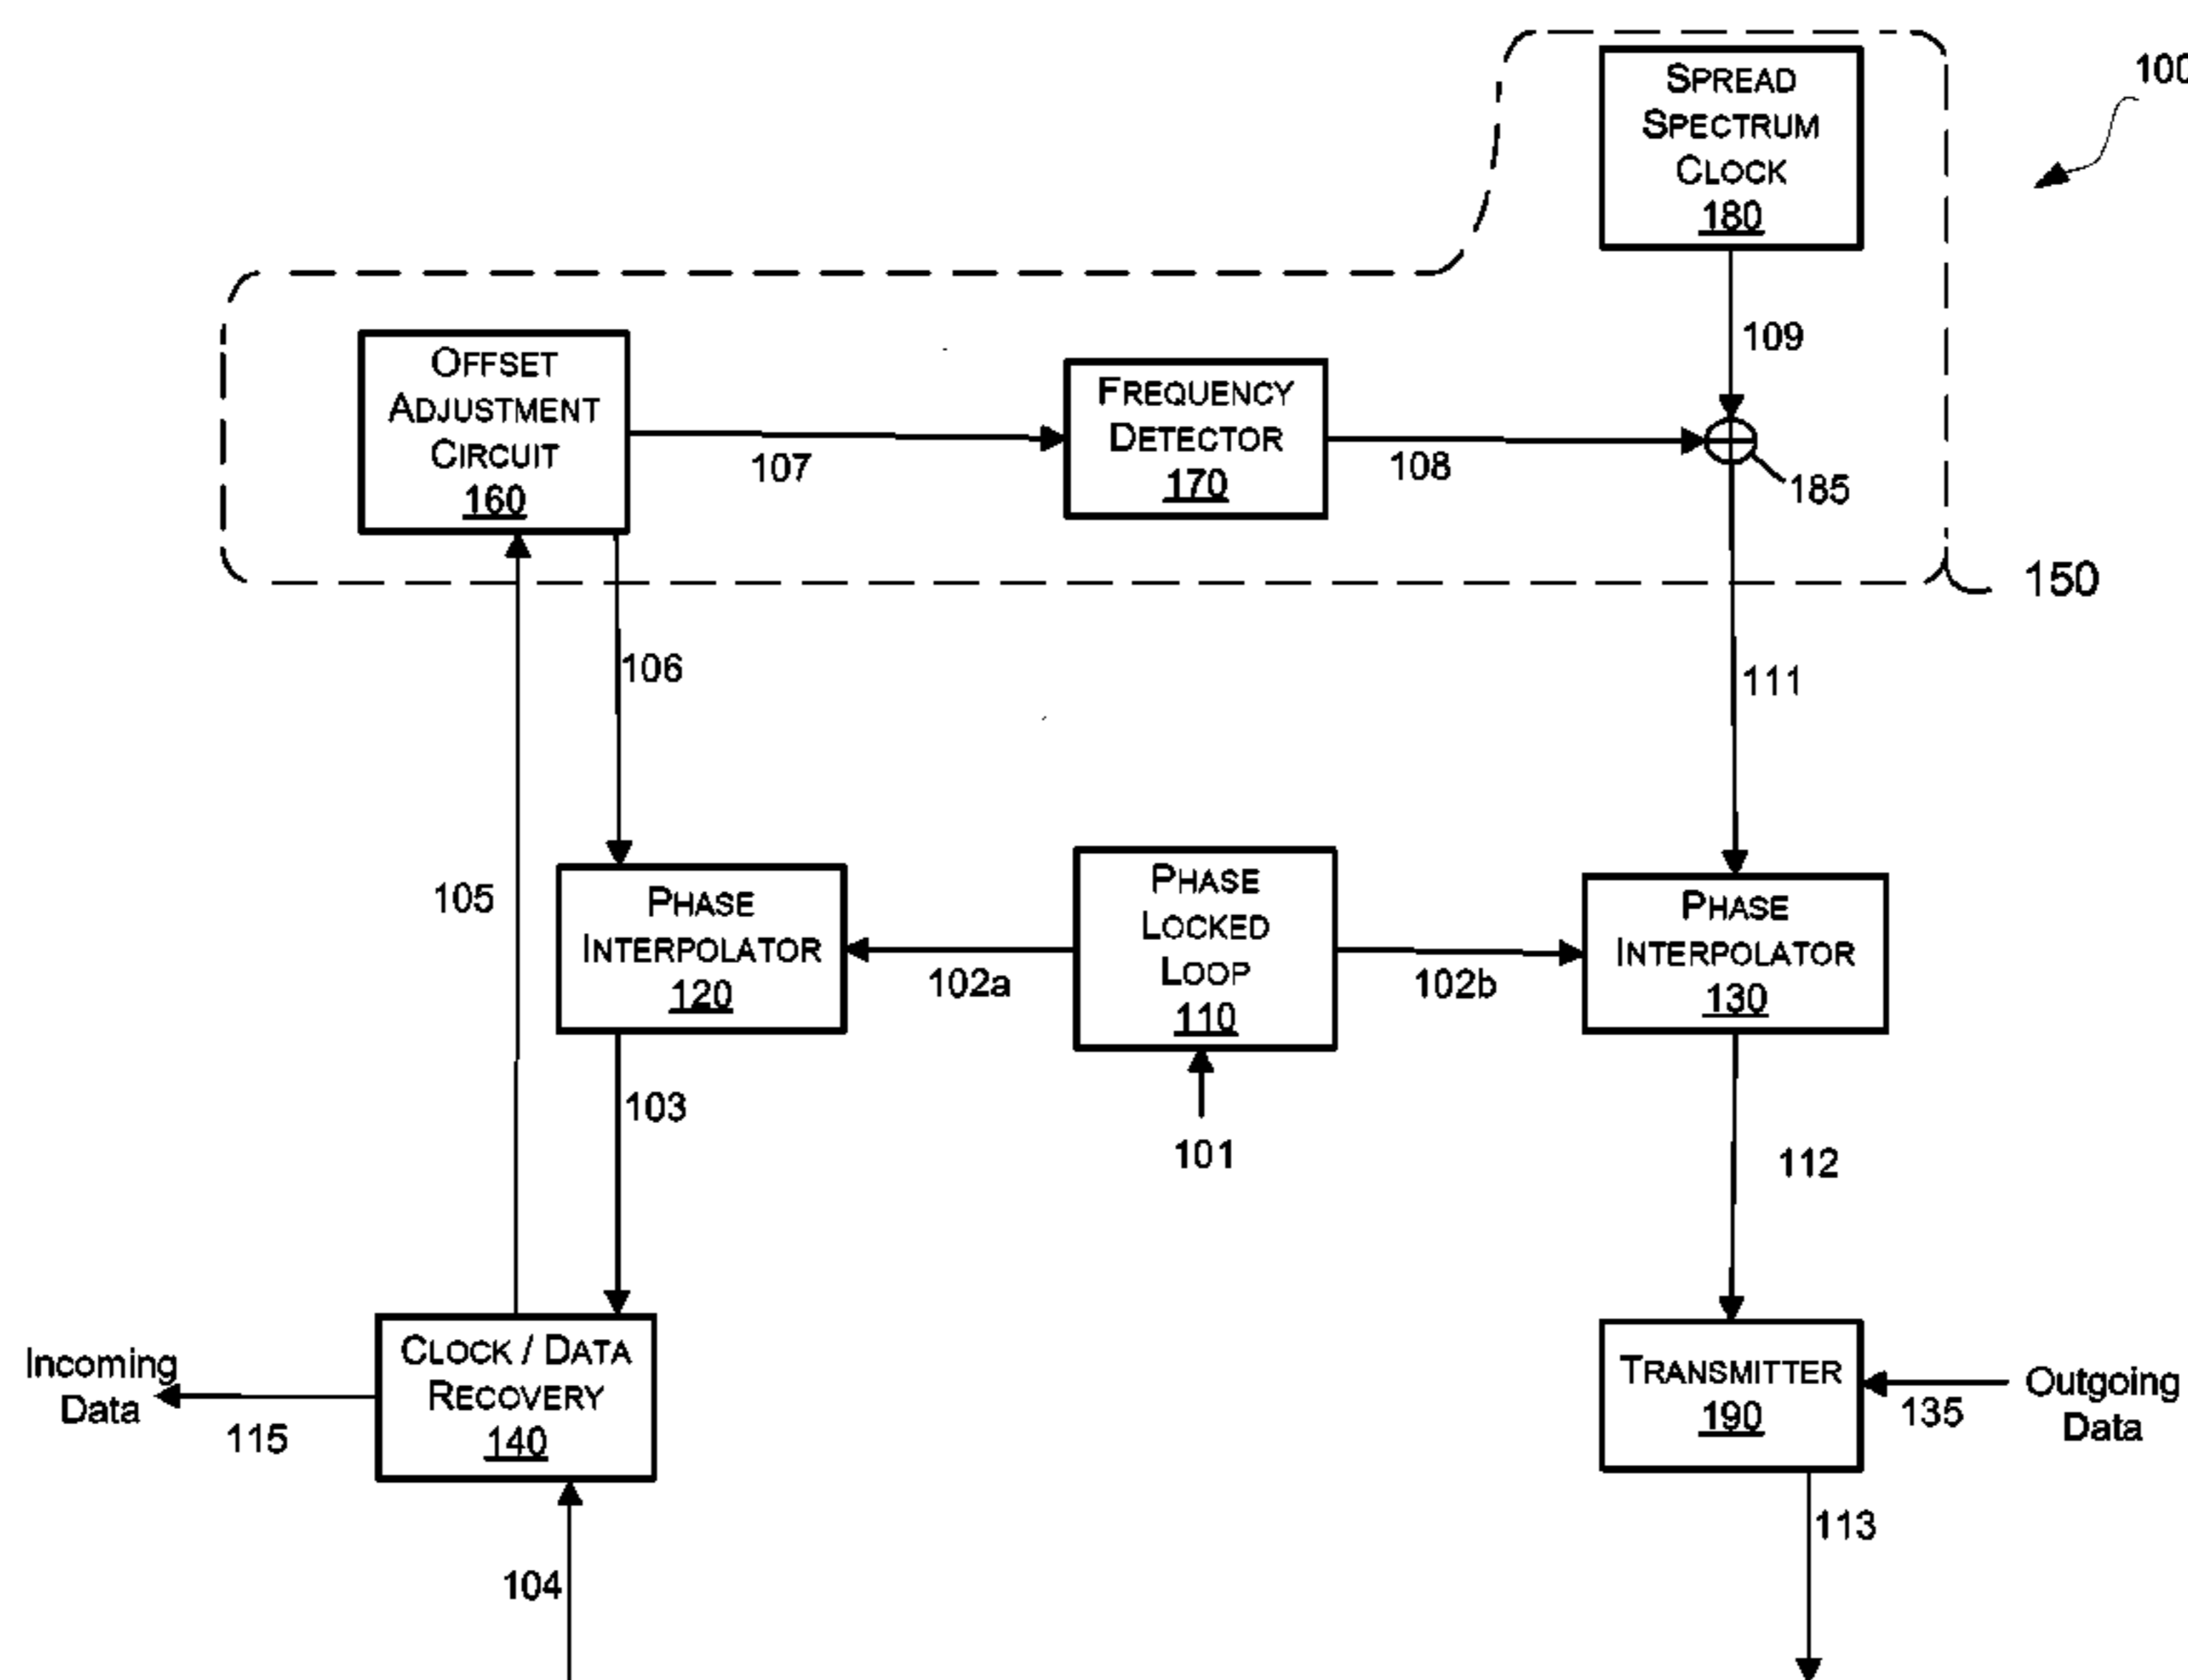 SPREAD
SPECTRUM
CLOCK
180
100
109
OFFSET
ADJUSTMENT
CIRCUIT
160
107
FREQUENCY
DETECTOR
170
108
185
150
106
111
105
PHASE
INTERPOLATOR
120
102a
PHASE
LOCKED
LOOP
110
102b
PHASE
INTERPOLATOR
130
103
101
112
Incoming
Data
115
CLOCK / DATA
RECOVERY
140
TRANSMITTER
190
135
Outgoing
Data
104
113